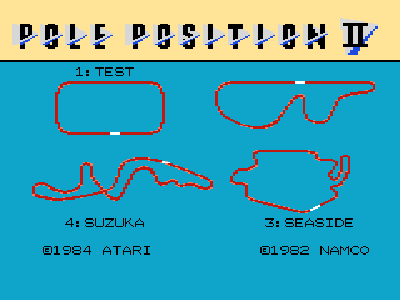 POLE POSITION II
1: TEST
4: SUZUKA 3: SEASIDE
©1984 ATARI ©1982 NAMCO